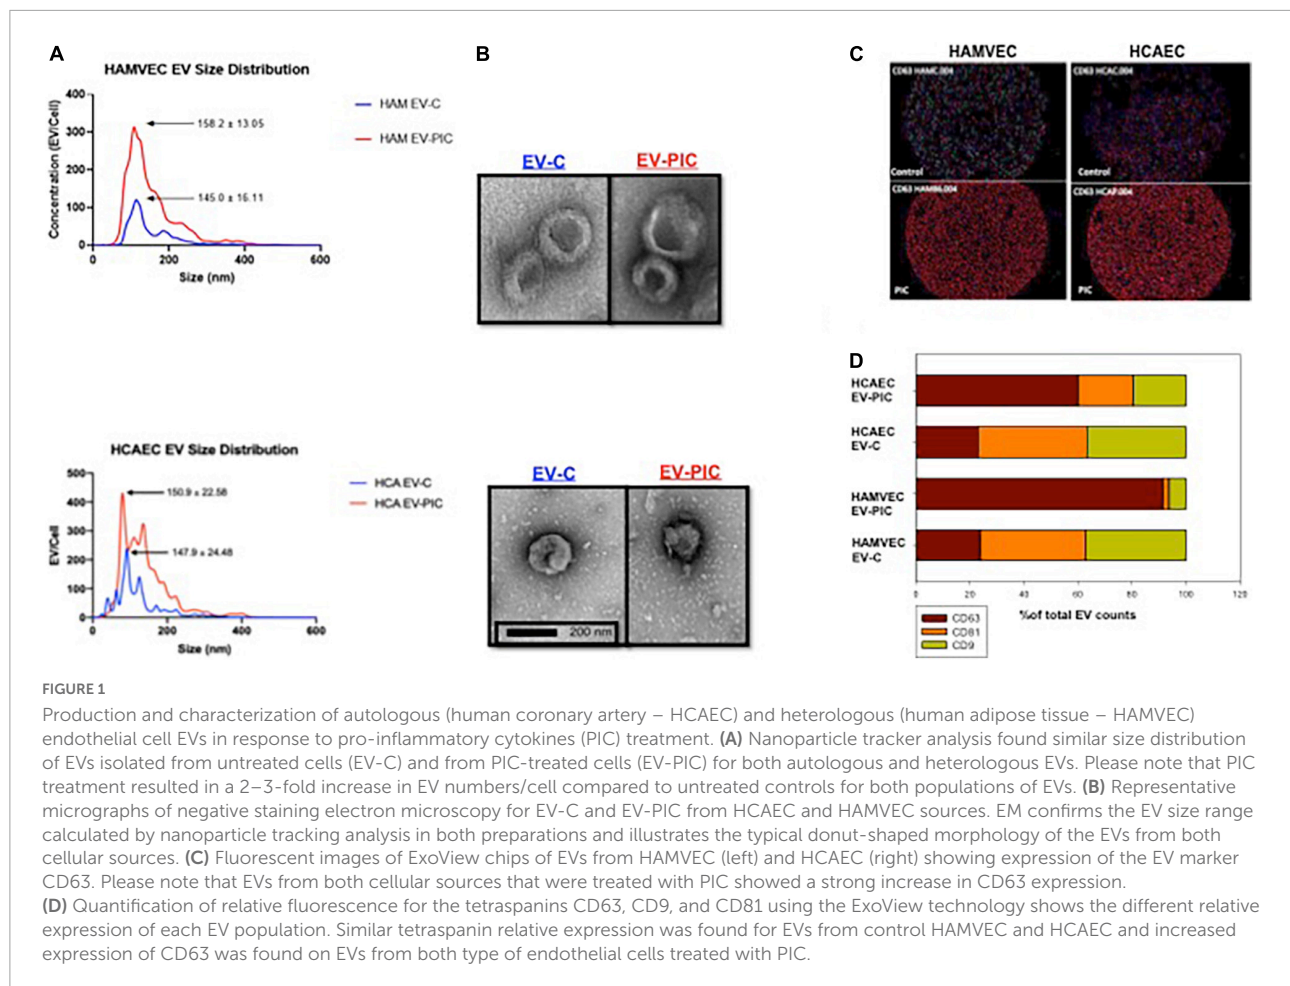 A
HAMVEC EV Size Distribution
400
300
200
100
0
Concentration (EV/Cell)
158.2 ± 13.05
145.0 ± 16.11
0
200
400
600
Size (nm)
HAM EV-C
HAM EV-PIC
HCAEC EV Size Distribution
500
400
300
200
100
0
EV/Cell
150.9 ± 22.58
147.9 ± 24.48
0
200
400
600
Size (nm)
HCA EV-C
HCA EV-PIC
B
EV-C
EV-PIC
EV-C
EV-PIC
200 nm
C
HAMVEC
HCAEC
CD63 HAMC.004
Control
CD63 HCAC.004
Control
PIC
CD63 HCAP.004
PIC
D
HCAEC
EV-PIC
HCAEC
EV-C
HAMVEC
EV-PIC
HAMVEC
EV-C
0
20
40
60
80
100
120
%of total EV counts
CD63
CD81
CD9
FIGURE 1
Production and characterization of autologous (human coronary artery – HCAEC) and heterologous (human adipose tissue – HAMVEC)
endothelial cell EVs in response to pro-inflammatory cytokines (PIC) treatment. (A) Nanoparticle tracker analysis found similar size distribution
of EVs isolated from untreated cells (EV-C) and from PIC-treated cells (EV-PIC) for both autologous and heterologous EVs. Please note that PIC
treatment resulted in a 2–3-fold increase in EV numbers/cell compared to untreated controls for both populations of EVs. (B) Representative
micrographs of negative staining electron microscopy for EV-C and EV-PIC from HCAEC and HAMVEC sources. EM confirms the EV size range
calculated by nanoparticle tracking analysis in both preparations and illustrates the typical donut-shaped morphology of the EVs from both
cellular sources. (C) Fluorescent images of ExoView chips of EVs from HAMVEC (left) and HCAEC (right) showing expression of the EV marker
CD63. Please note that EVs from both cellular sources that were treated with PIC showed a strong increase in CD63 expression.
(D) Quantification of relative fluorescence for the tetraspanins CD63, CD9, and CD81 using the ExoView technology shows the different relative
expression of each EV population. Similar tetraspanin relative expression was found for EVs from control HAMVEC and HCAEC and increased
expression of CD63 was found on EVs from both type of endothelial cells treated with PIC.